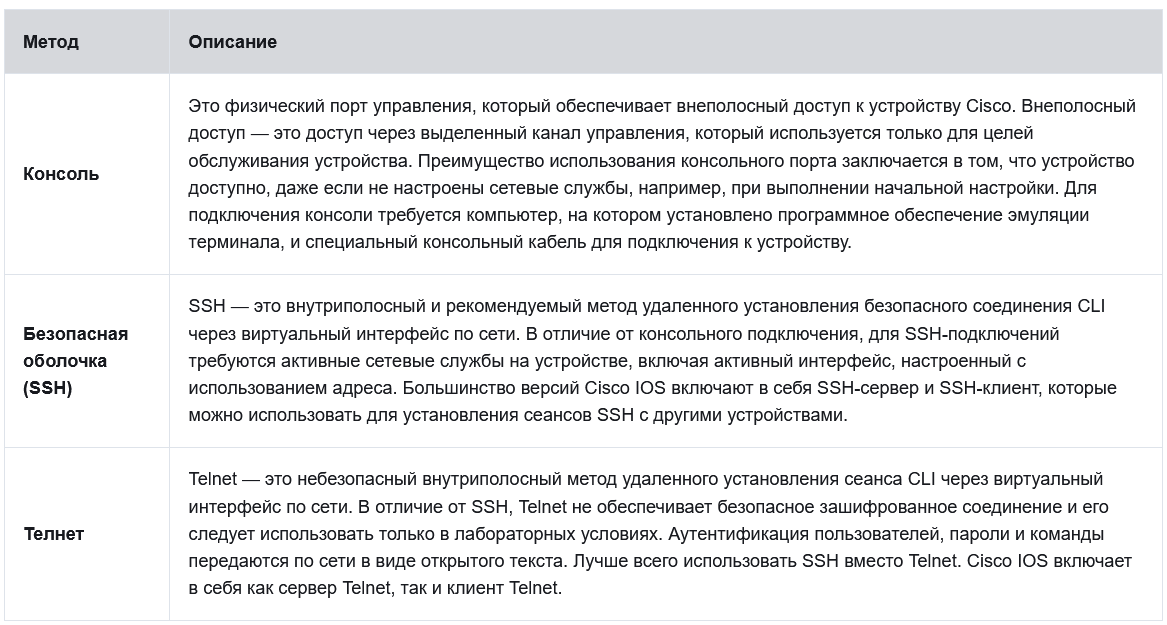 Метод
Описание
Консоль
Это физический порт управления, который обеспечивает внеполосный доступ к устройству Cisco. Внеполосный
доступ — это доступ через выделенный канал управления, который используется только для целей
обслуживания устройства. Преимущество использования консольного порта заключается в том, что устройство
доступно, даже если не настроены сетевые службы, например, при выполнении начальной настройки. Для
подключения консоли требуется компьютер, на котором установлено программное обеспечение эмуляции
терминала, и специальный консольный кабель для подключения к устройству.
Безопасная
оболочка
(SSH)
SSH — это внутриполосный и рекомендуемый метод удаленного установления безопасного соединения CLI
через виртуальный интерфейс по сети. В отличие от консольного подключения, для SSH-подключений
требуются активные сетевые службы на устройстве, включая активный интерфейс, настроенный с
использованием адреса. Большинство версий Cisco IOS включают в себя SSH-сервер и SSH-клиент, которые
можно использовать для установления сеансов SSH с другими устройствами.
Телнет
Telnet — это небезопасный внутриполосный метод удаленного установления сеанса CLI через виртуальный
интерфейс по сети. В отличие от SSH, Telnet не обеспечивает безопасное зашифрованное соединение и его
следует использовать только в лабораторных условиях. Аутентификация пользователей, пароли и команды
передаются по сети в виде открытого текста. Лучше всего использовать SSH вместо Telnet. Cisco IOS включает
в себя как сервер Telnet, так и клиент Telnet.